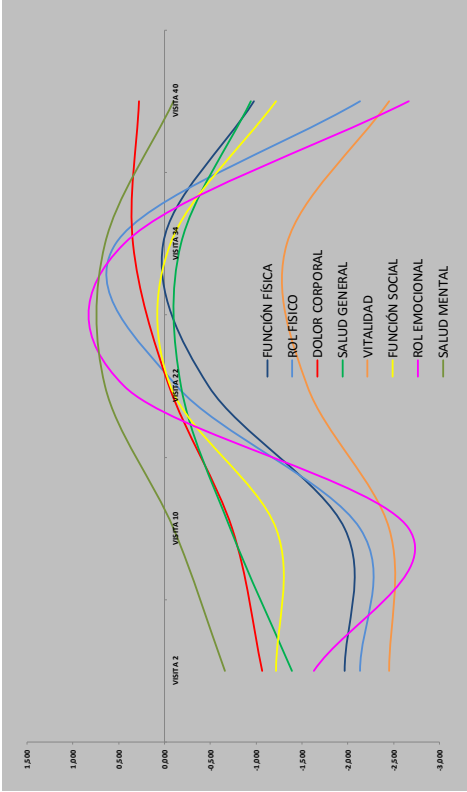 1,500
1,000
0,500
0,000
-0,500
-1,000
-1,500
-2,000
-2,500
-3,000
VISITA 2
VISITA 10
VISITA 22
VISITA 34
VISITA 40
FUNCIÓN FÍSICA
ROL FISICO
DOLOR CORPORAL
SALUD GENERAL
VITALIDAD
FUNCIÓN SOCIAL
ROL EMOCIONAL
SALUD MENTAL